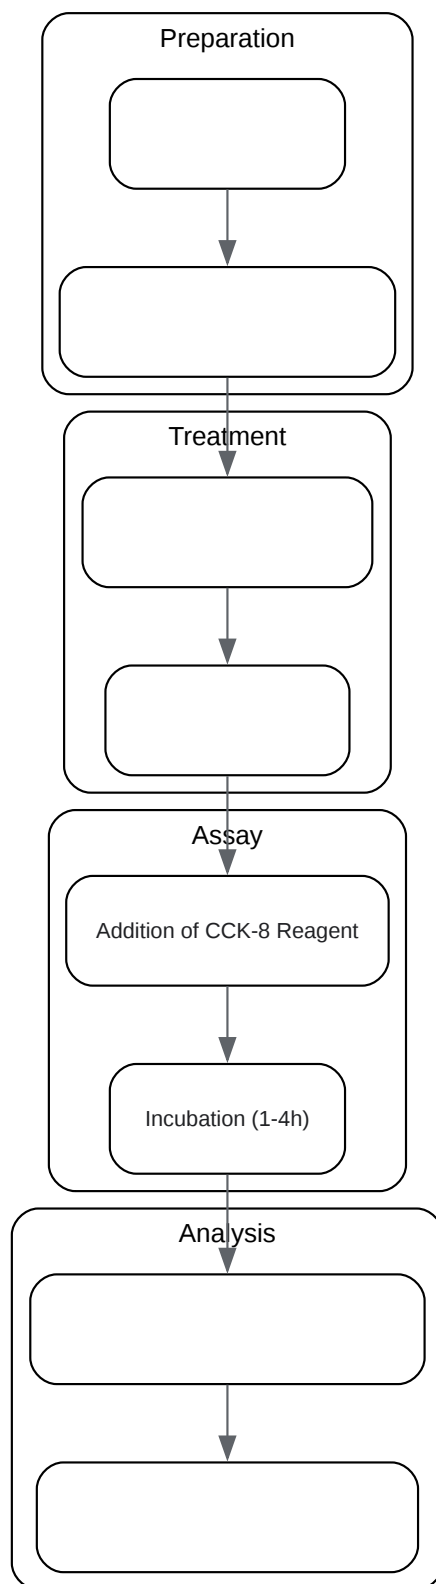 Preparation
Treatment
Assay
Addition of CCK-8 Reagent
Incubation (1-4h)
Analysis